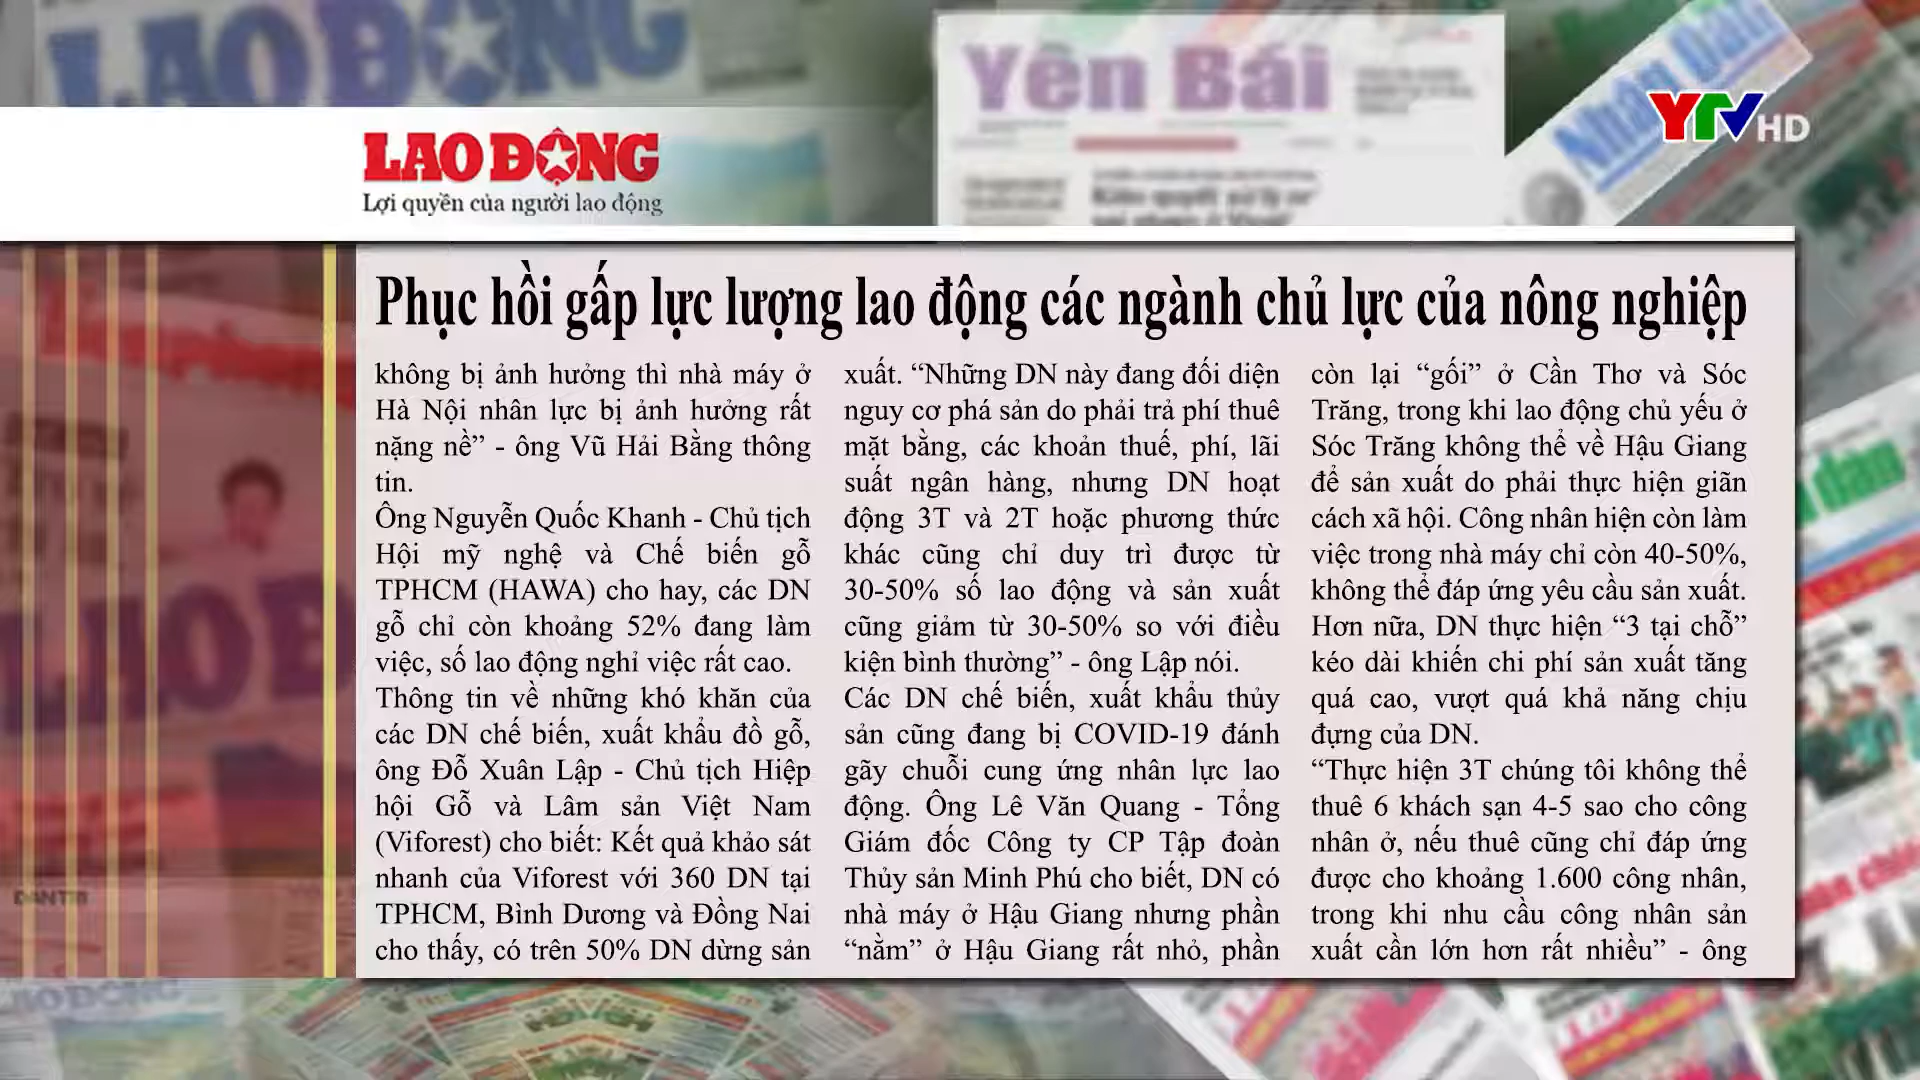 LAO ĐỘNG
Yên Bái
Nhân Dân
YTV HD
LAO ĐỘNG
Lợi quyền của người lao động
Phục hồi gấp lực lượng lao động các ngành chủ lực của nông nghiệp
không bị ảnh hưởng thì nhà máy ở
Hà Nội nhân lực bị ảnh hưởng rất
nặng nề” - ông Vũ Hải Bằng thông
tin.
Ông Nguyễn Quốc Khanh - Chủ tịch
Hội mỹ nghệ và Chế biến gỗ
TPHCM (HAWA) cho hay, các DN
gỗ chỉ còn khoảng 52% đang làm
việc, số lao động nghỉ việc rất cao.
Thông tin về những khó khăn của
các DN chế biến, xuất khẩu đồ gỗ,
ông Đỗ Xuân Lập - Chủ tịch Hiệp
hội Gỗ và Lâm sản Việt Nam
(Viforest) cho biết: Kết quả khảo sát
nhanh của Viforest với 360 DN tại
TPHCM, Bình Dương và Đồng Nai
cho thấy, có trên 50% DN dừng sản
xuất. “Những DN này đang đối diện
nguy cơ phá sản do phải trả phí thuê
mặt bằng, các khoản thuế, phí, lãi
suất ngân hàng, nhưng DN hoạt
động 3T và 2T hoặc phương thức
khác cũng chỉ duy trì được từ
30-50% số lao động và sản xuất
cũng giảm từ 30-50% so với điều
kiện bình thường” - ông Lập nói.
Các DN chế biến, xuất khẩu thủy
sản cũng đang bị COVID-19 đánh
gãy chuỗi cung ứng nhân lực lao
động. Ông Lê Văn Quang - Tổng
Giám đốc Công ty CP Tập đoàn
Thủy sản Minh Phú cho biết, DN có
nhà máy ở Hậu Giang nhưng phần
“nằm” ở Hậu Giang rất nhỏ, phần
còn lại “gối” ở Cần Thơ và Sóc
Trăng, trong khi lao động chủ yếu ở
Sóc Trăng không thể về Hậu Giang
để sản xuất do phải thực hiện giãn
cách xã hội. Công nhân hiện còn làm
việc trong nhà máy chỉ còn 40-50%,
không thể đáp ứng yêu cầu sản xuất.
Hơn nữa, DN thực hiện “3 tại chỗ”
kéo dài khiến chi phí sản xuất tăng
quá cao, vượt quá khả năng chịu
đựng của DN.
“Thực hiện 3T chúng tôi không thể
thuê 6 khách sạn 4-5 sao cho công
nhân ở, nếu thuê cũng chỉ đáp ứng
được cho khoảng 1.600 công nhân,
trong khi nhu cầu công nhân sản
xuất cần lớn hơn rất nhiều” - ông